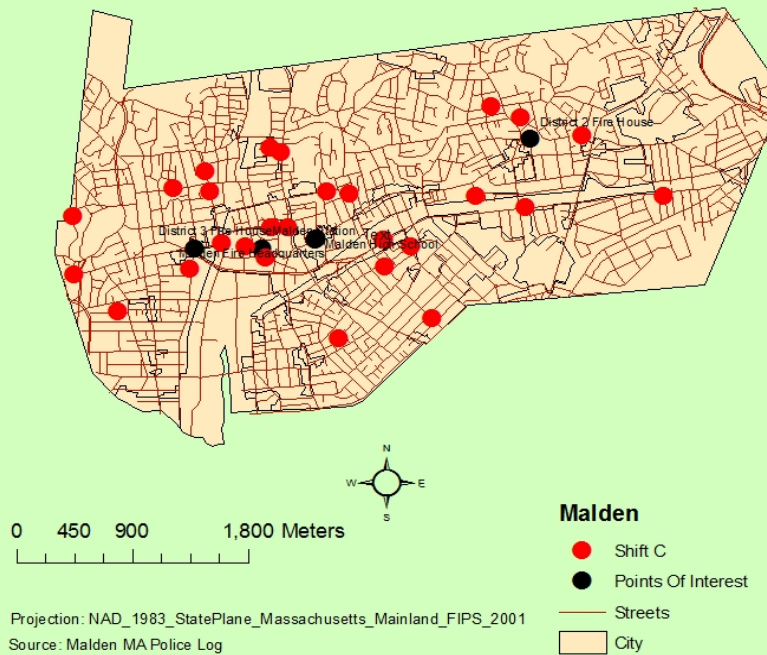 District 2 Fire House
District 3 Fire House
Malden
Malden High School
Malden Fire Headquarters
N
W
E
S
0 450 900 1,800 Meters
Malden
Shift C
Points Of Interest
Streets
City
Projection: NAD_1983_StatePlane_Massachusetts_Mainland_FIPS_2001
Source: Malden MA Police Log